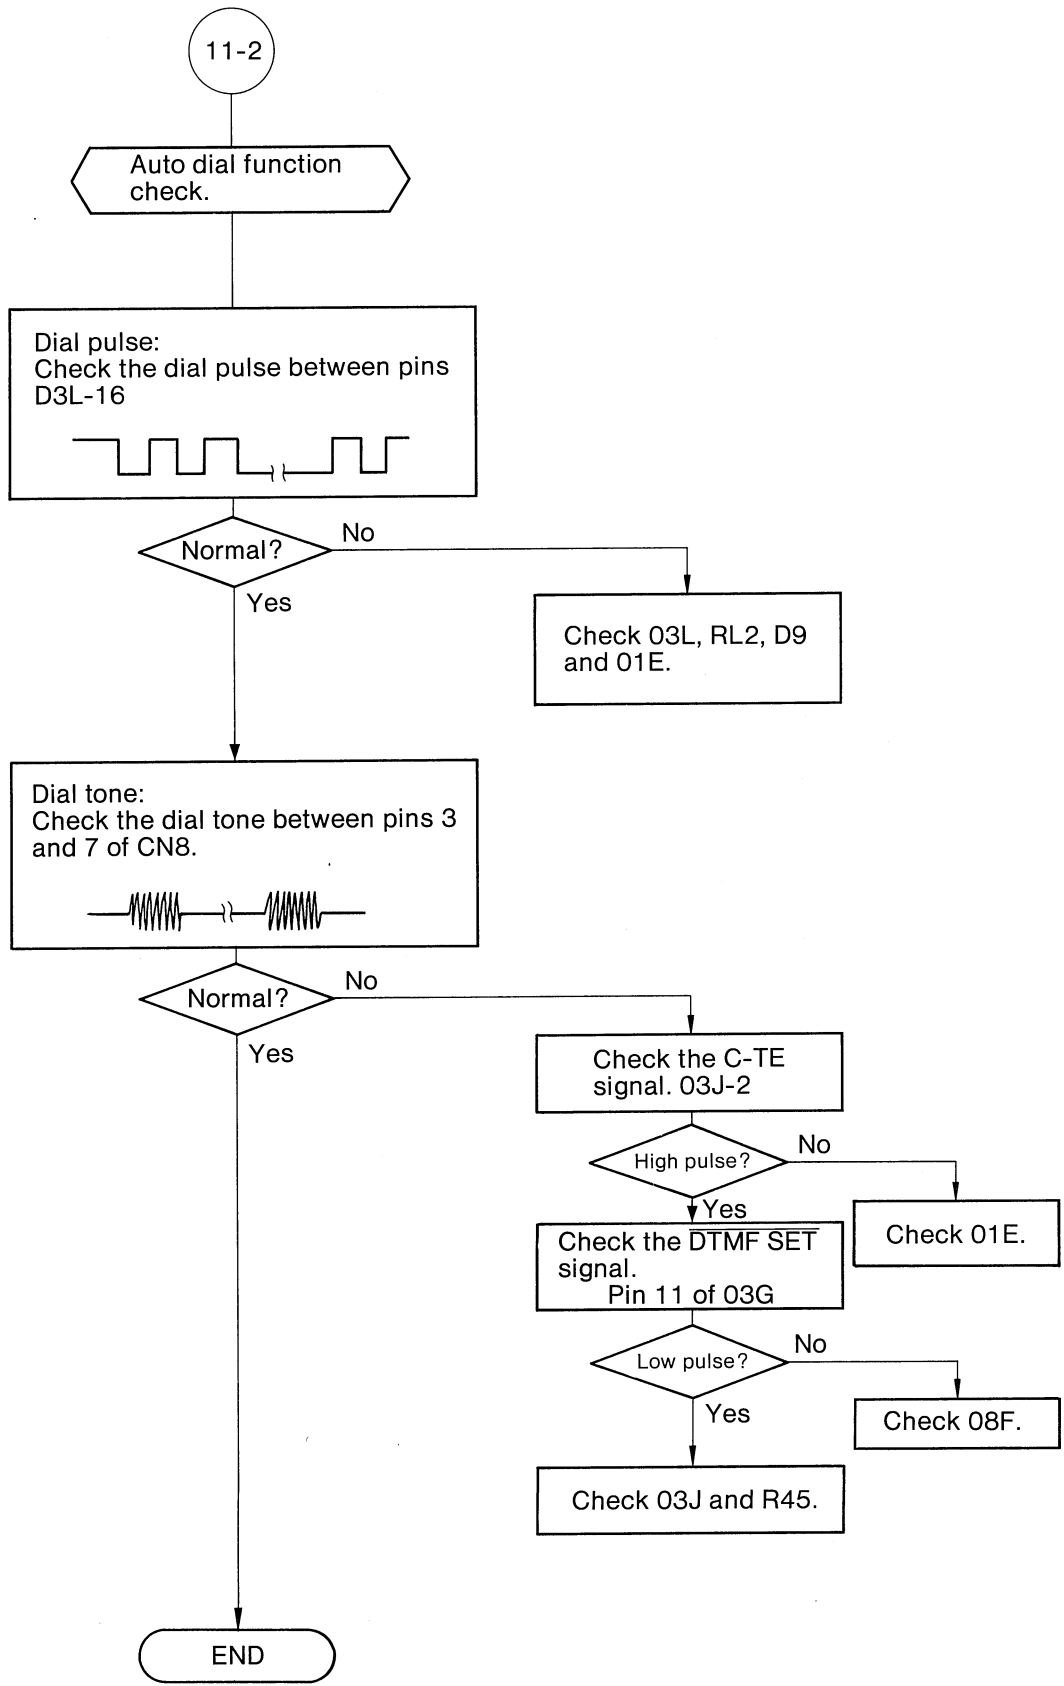 11-2
Auto dial function
check.
Dial pulse:
Check the dial pulse between pins
D3L-16
Normal?
No
Yes
Check 03L, RL2, D9
and 01E.
Dial tone:
Check the dial tone between pins 3
and 7 of CN8.
Normal?
No
Yes
Check the C-TE
signal. 03J-2
High pulse?
No
Yes
Check 01E.
Check the DTMF SET
signal.
Pin 11 of 03G
Low pulse?
No
Yes
Check 08F.
Check 03J and R45.
END